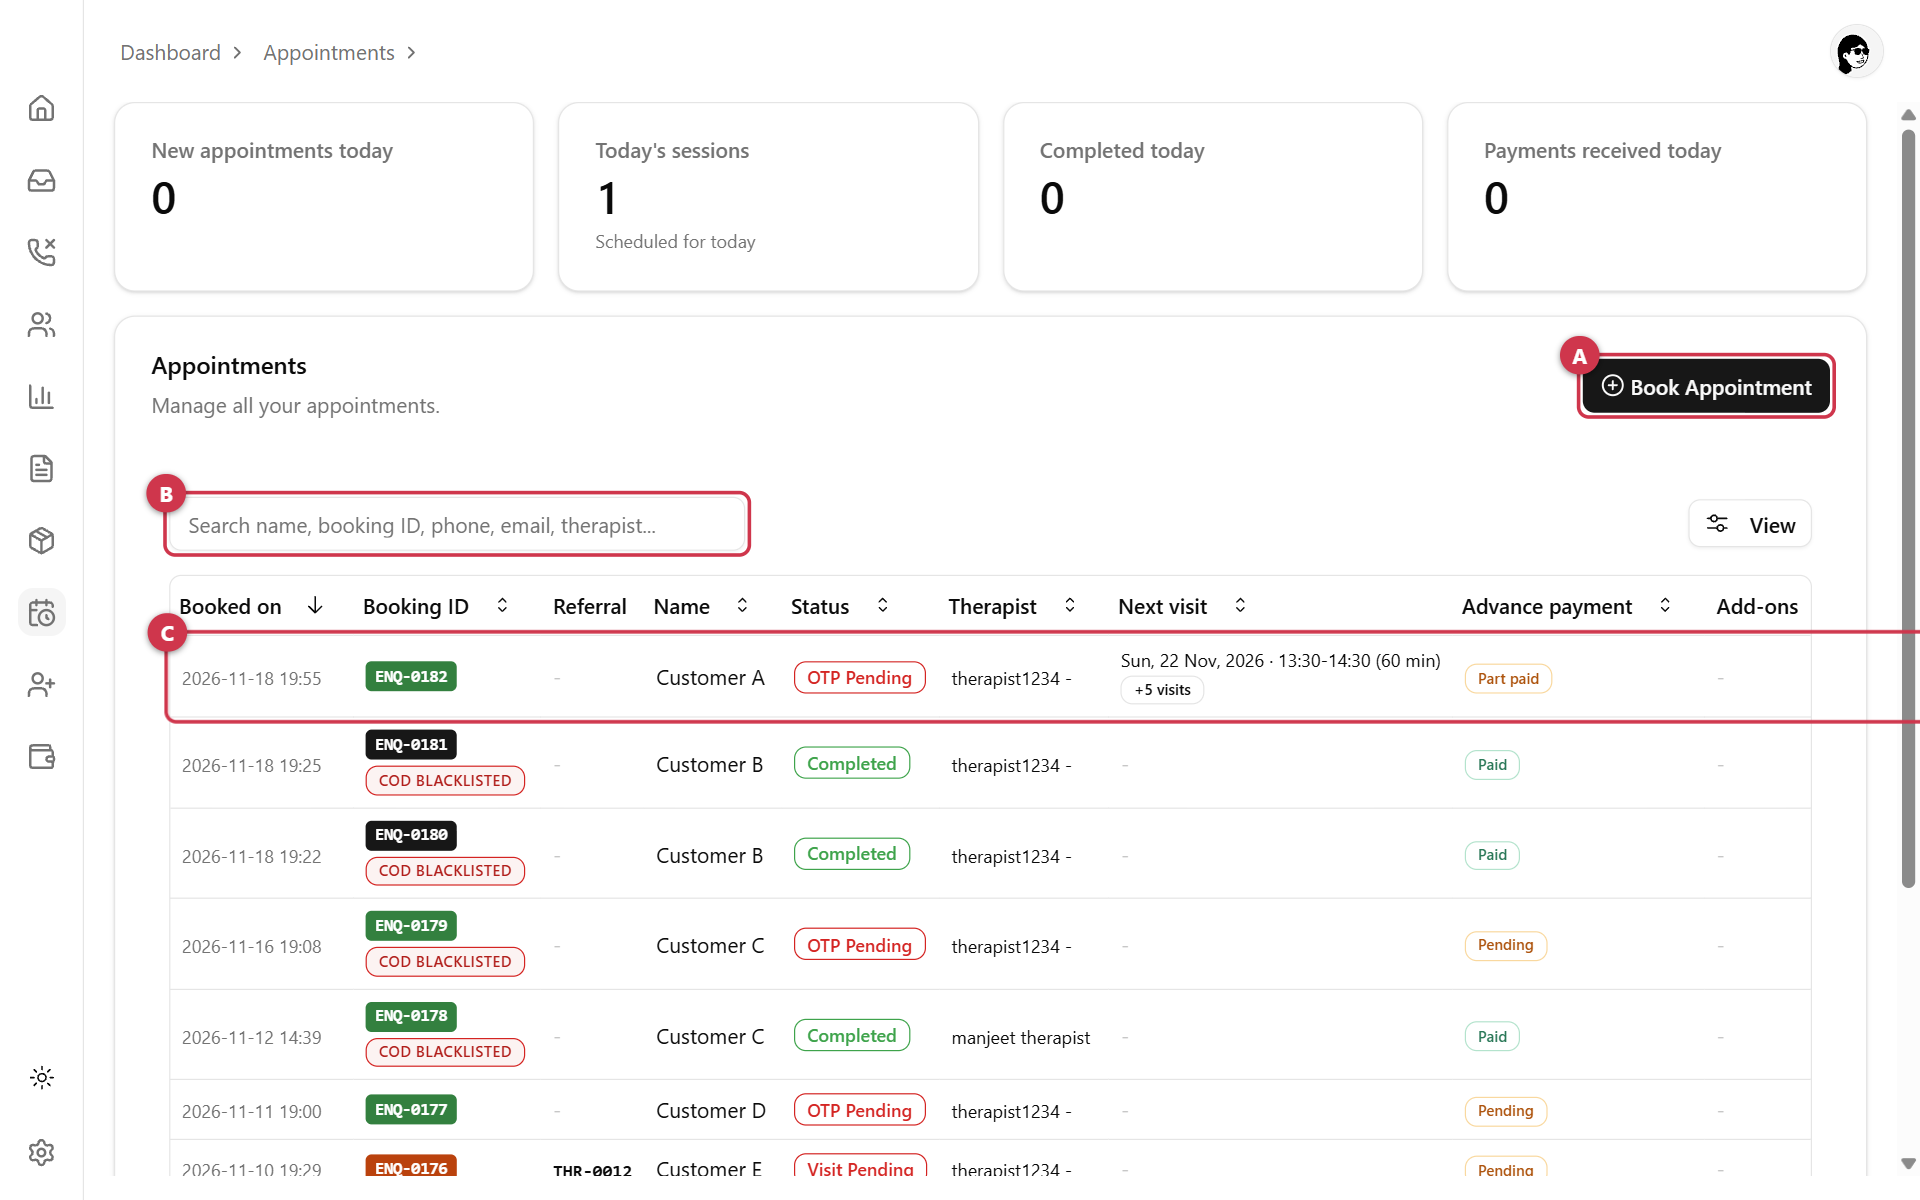 Dashboard > Appointments >
New appointments today
0
Today's sessions
1
Scheduled for today
Completed today
0
Payments received today
0
Appointments
Manage all your appointments.
A
Book Appointment
B
Search name, booking ID, phone, email, therapist...
View
Booked on Booking ID Referral Name Status Therapist Next visit Advance payment Add-ons
C
2026-11-18 19:55 ENQ-0182 - Customer A OTP Pending therapist1234 - Sun, 22 Nov, 2026 · 13:30-14:30 (60 min) Part paid -
+5 visits
2026-11-18 19:25 ENQ-0181 - Customer B Completed therapist1234 - - Paid -
COD BLACKLISTED
2026-11-18 19:22 ENQ-0180 - Customer B Completed therapist1234 - - Paid -
COD BLACKLISTED
2026-11-16 19:08 ENQ-0179 - Customer C OTP Pending therapist1234 - - Pending -
COD BLACKLISTED
2026-11-12 14:39 ENQ-0178 - Customer C Completed manjeet therapist - Paid -
COD BLACKLISTED
2026-11-11 19:00 ENQ-0177 - Customer D OTP Pending therapist1234 - - Pending -
2026-11-10 19:29 ENQ-0176 THR-0012 Customer E Visit Pending therapist1234 - - Pending -